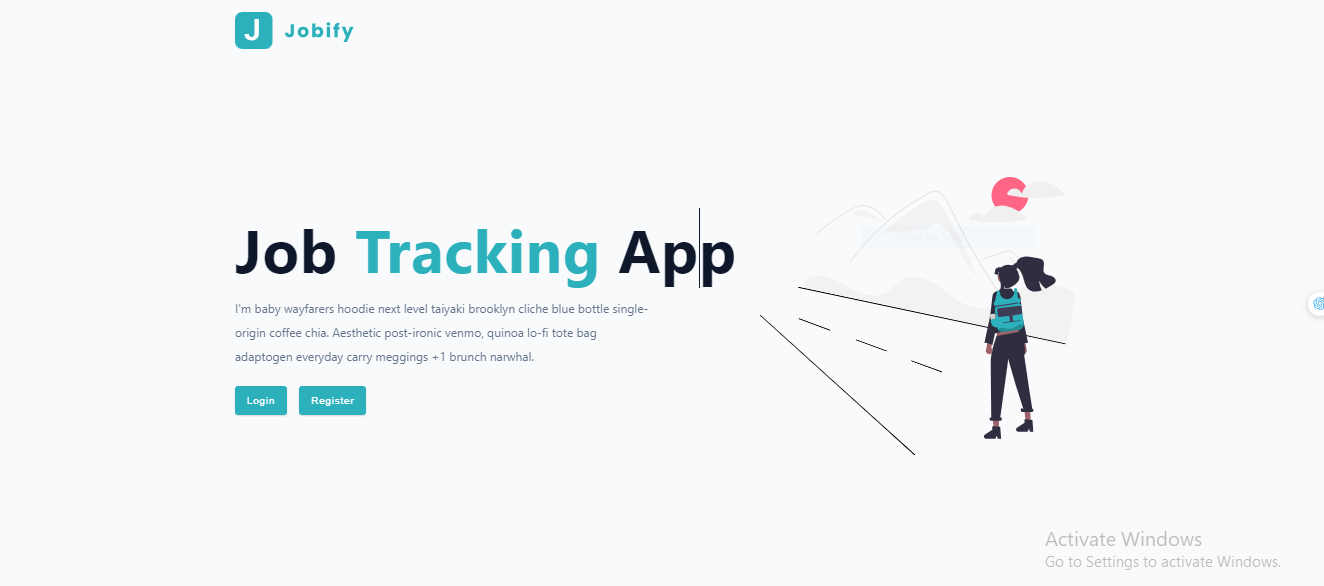 J Jobify
Job Tracking App
I'm baby wayfarers hoodie next level taiyaki brooklyn cliche blue bottle single-
origin coffee chia. Aesthetic post-ironic venmo, quinoa lo-fi tote bag
adaptogen everyday carry meggings +1 brunch narwhal.
Login Register
Activate Windows
Go to Settings to activate Windows.